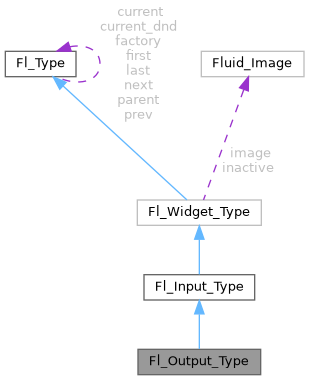 current
current_dnd
factory
first
last
next
parent
prev
Fl_Type
Fluid_Image
image
inactive
Fl_Widget_Type
Fl_Input_Type
Fl_Output_Type